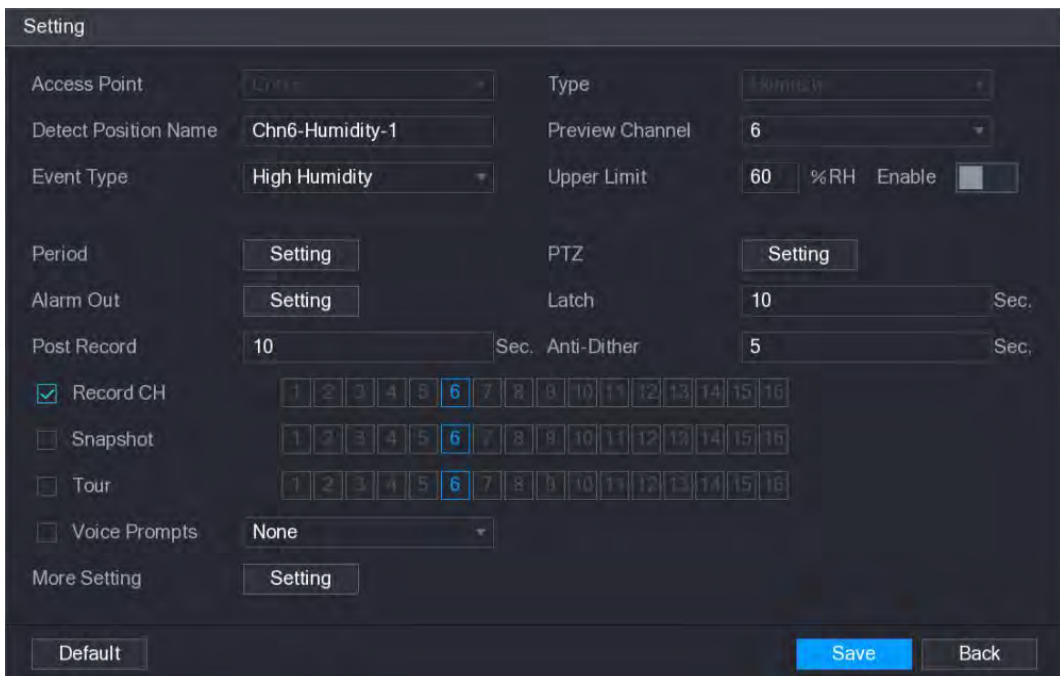 Setting
Access Point Type Humidity
Detect Position Name Chn6-Humidity-1 Preview Channel 6
Event Type High Humidity Upper Limit 60 %RH Enable
Period Setting PTZ Setting
Alarm Out Setting Latch 10 Sec.
Post Record 10 Sec. Anti-Dither 5 Sec.
Record CH 1 2 3 4 5 6 7 8 9 10 11 12 13 14 15 16
Snapshot 1 2 3 4 5 6 7 8 9 10 11 12 13 14 15 16
Tour 1 2 3 4 5 6 7 8 9 10 11 12 13 14 15 16
Voice Prompts None
More Setting Setting
Default Save Back